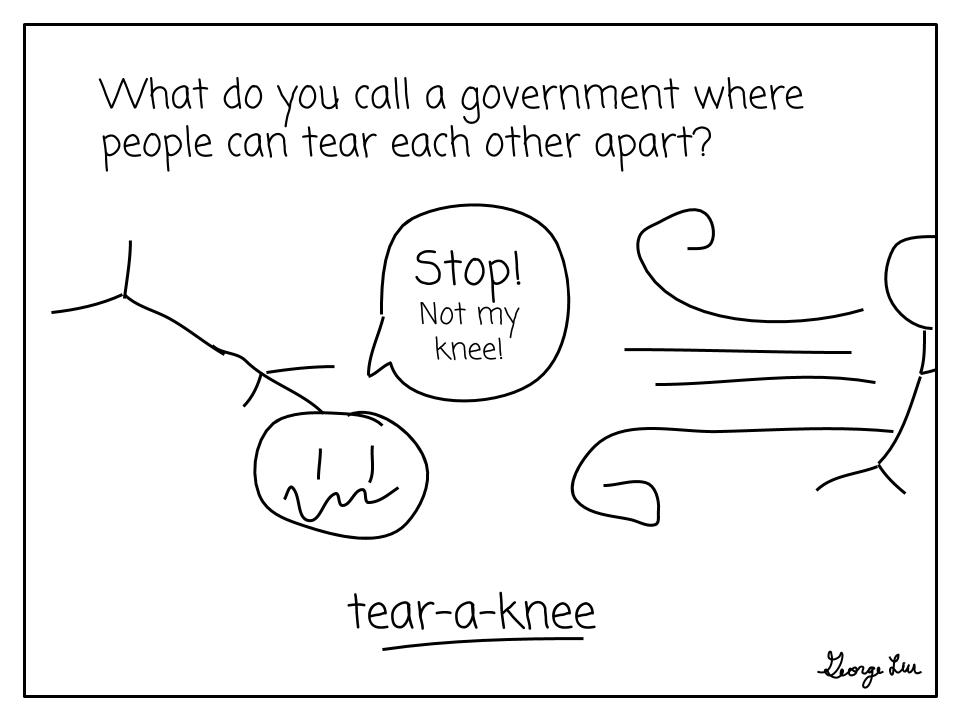 What do you call a government where
people can tear each other apart?
Stop!
Not my
knee!
tear-a-knee
George Liu